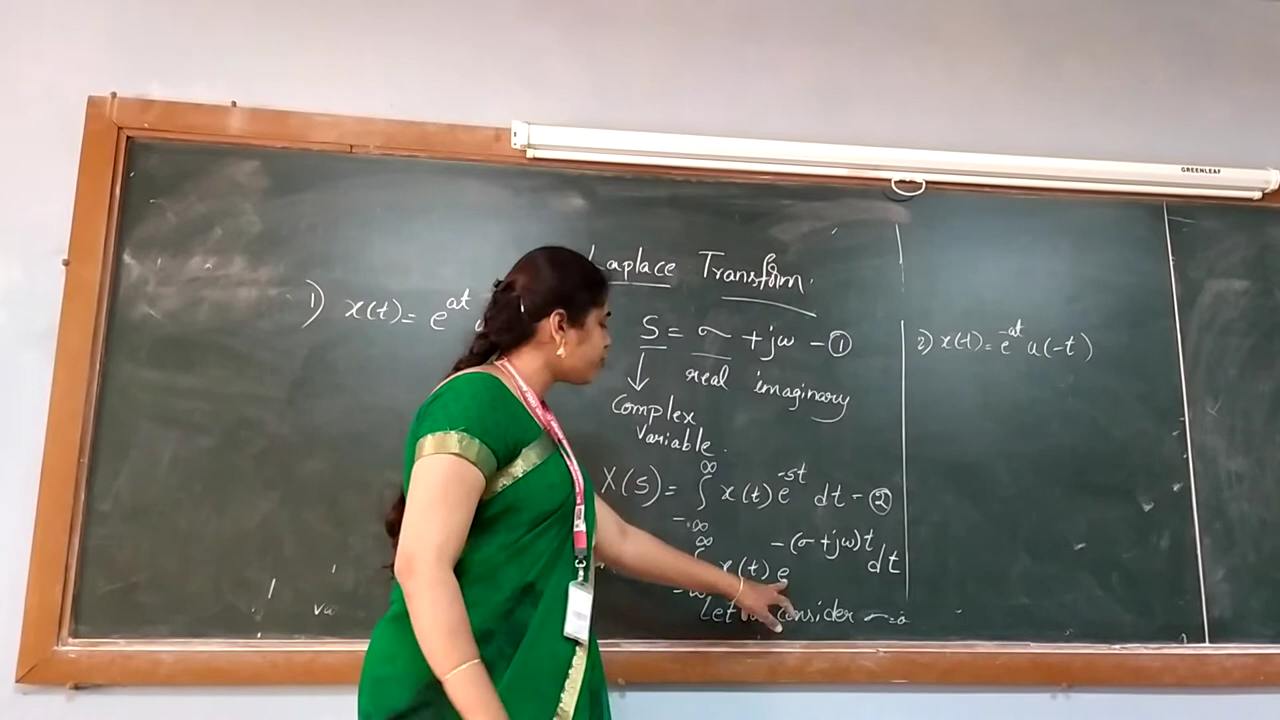 GREENLEAF
Laplace Transform.
1) x(t)= e^at
S = σ + jω - ①
real imaginary
Complex
Variable.
X(S)= ∫_-∞^∞ x(t) e^-st dt - ②
∞ x(t) e^-(σ+jω)t dt
-∞
Let consider σ=0
2) x(t)= e^-at u(-t)